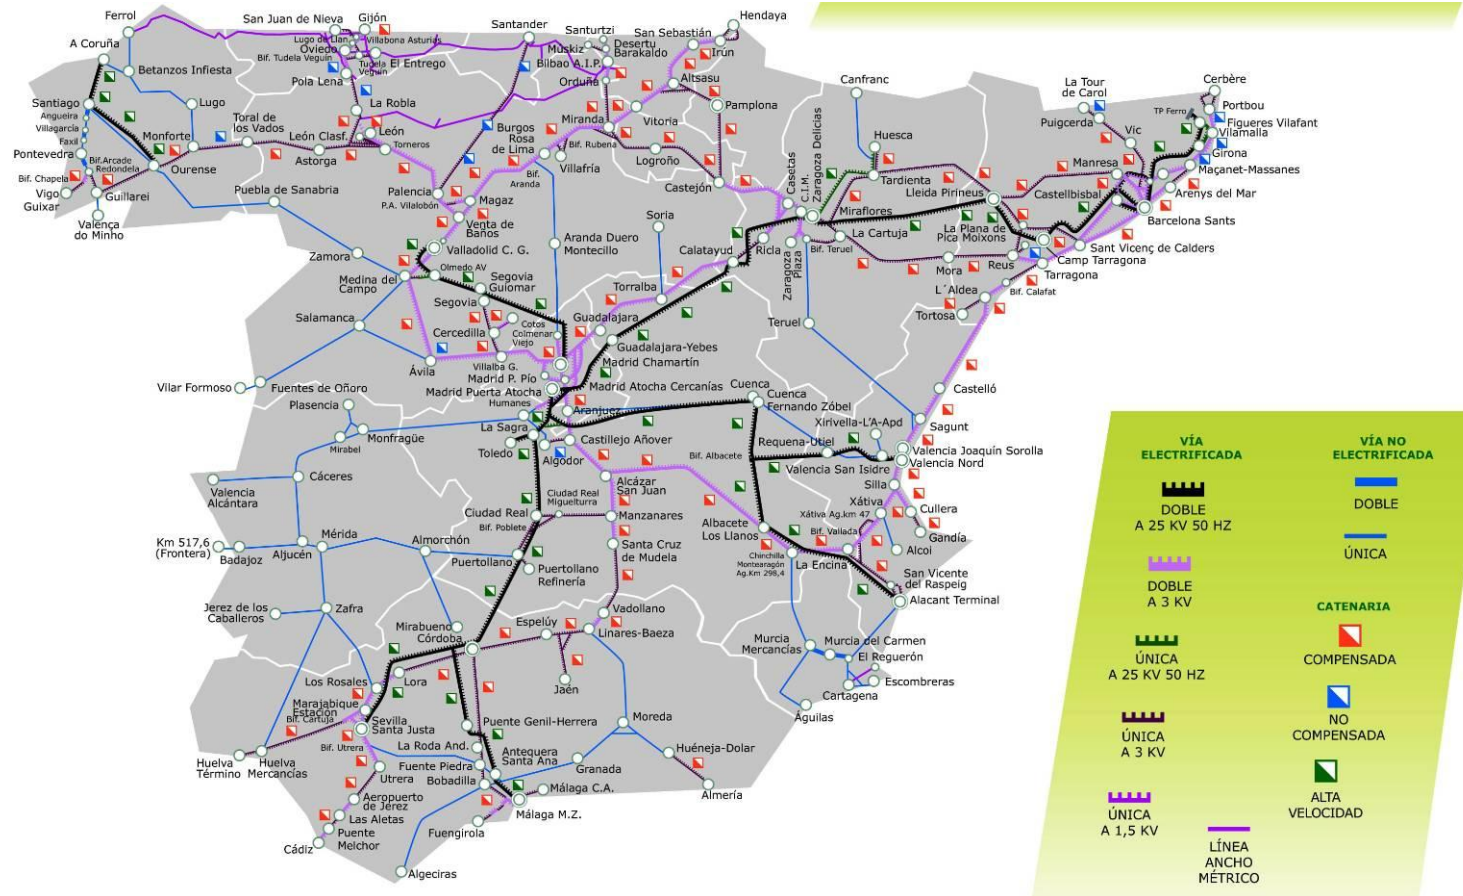 Ferrol
San Juan de Nieva
Gijón
Santander
Santurtzi
San Sebastián
Hendaya
Lugo de Llan.
Villabona Asturias
Oviedo
Bif. Tudela Veguín
Tudela
Veguín
El Entrego
Muskiz
Desertu
Barakaldo
Bilbao A.I.P.
Irún
A Coruña
Betanzos Infiesta
Pola Lena
Orduña
Altsasu
Canfranc
La Tour
de Carol
Cerbère
Santiago
Lugo
La Robla
Pamplona
Zaragoza Delicias
C.I.M.
Casetas
Huesca
Puigcerda
TP Ferro
Portbou
Figueres Vilafant
Vilamalla
Angueira
Villagarcía
Faxil
Toral de
los Vados
León Clasf.
León
Burgos
Rosa
de Lima
Miranda
Vitoria
Vic
Girona
Pontevedra
Monforte
Bif.Arcade
Redondela
Ourense
Astorga
Torneros
Bif. Rubena
Villafría
Logroño
Tardienta
Manresa
Maçanet-Massanes
Bif. Chapela
Vigo
Guixar
Guillarei
Puebla de Sanabria
Palencia
P.A. Vilalobón
Magaz
Bif.
Aranda
Castejón
Lleida Pirineus
Castellbisbal
Arenys del Mar
Valença
do Minho
Venta de
Baños
Soria
Miraflores
La Cartuja
La Plana de
Pica Moixons
Barcelona Sants
Zamora
Valladolid C. G.
Aranda Duero
Montecillo
Calatayud
Ricla
Zaragoza
Plaza
Bif. Teruel
Mora
Reus
Sant Vicenç de Calders
Camp Tarragona
Tarragona
Medina del
Campo
Olmedo AV
Segovia
Guiomar
Segovia
Torralba
L´Aldea
Bif. Calafat
Salamanca
Cercedilla
Cotos
Colmenar
Viejo
Guadalajara
Teruel
Tortosa
Ávila
Villalba G.
Guadalajara-Yebes
Madrid Chamartín
Vilar Formoso
Fuentes de Oñoro
Madrid P. Pío
Madrid Puerta Atocha
Madrid Atocha Cercanías
Cuenca
Cuenca
Fernando Zóbel
Castelló
Plasencia
Humanes
Aranjuez
Xirivella-L'A-Apd
Sagunt
Mirabel
Monfragüe
La Sagra
Toledo
Algodor
Castillejo Añover
Requena-Utiel
Bif. Albacete
Valencia San Isidre
Valencia Joaquín Sorolla
Valencia Nord
Valencia
Alcántara
Cáceres
Alcázar
San Juan
Silla
Ciudad Real
Miguelturra
Ciudad Real
Bif. Poblete
Manzanares
Albacete
Los Llanos
Xátiva
Xátiva Ag.km 47
Bif. Vallada
Cullera
Gandía
Km 517,6
(Frontera)
Badajoz
Aljucén
Mérida
Almorchón
Puertollano
Santa Cruz
de Mudela
Chinchilla
Montearagón
Ag.Km 298,4
La Encina
Alcoi
Puertollano
Refinería
San Vicente
del Raspeig
Jerez de los
Caballeros
Zafra
Vadollano
Alacant Terminal
Mirabueno
Córdoba
Espelúy
Linares-Baeza
Murcia
Mercancías
Murcia del Carmen
El Reguerón
Los Rosales
Lora
Jaén
Cartagena
Escombreras
Marajabique
Estación
Bif. Cartuja
Sevilla
Santa Justa
Águilas
Puente Genil-Herrera
Moreda
Bif. Utrera
La Roda And.
Huéneja-Dolar
Huelva
Término
Huelva
Mercancías
Utrera
Fuente Piedra
Bobadilla
Antequera
Santa Ana
Granada
Almería
Aeropuerto
de Jerez
Las Aletas
Málaga C.A.
Puente
Melchor
Fuengirola
Málaga M.Z.
Cádiz
Algeciras
VÍA
ELECTRIFICADA
VÍA NO
ELECTRIFICADA
DOBLE
A 25 KV 50 HZ
DOBLE
DOBLE
A 3 KV
ÚNICA
CATENARIA
ÚNICA
A 25 KV 50 HZ
COMPENSADA
ÚNICA
A 3 KV
NO
COMPENSADA
ÚNICA
A 1,5 KV
ALTA
VELOCIDAD
LÍNEA
ANCHO
MÉTRICO